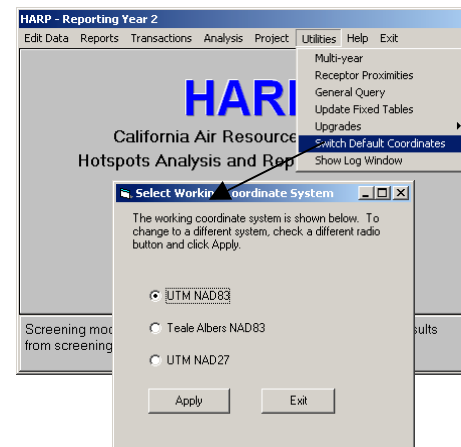 HARP - Reporting Year 2
Edit Data Reports Transactions Analysis Project Utilities Help Exit
Multi-year
Receptor Proximities
General Query
Update Fixed Tables
Upgrades
Switch Default Coordinates
Show Log Window
HARP
California Air Resource
Hotspots Analysis and Rep
Select Working Coordinate System
The working coordinate system is shown below. To
change to a different system, check a different radio
button and click Apply.
UTM NAD83
Teale Albers NAD83
UTM NAD27
Apply Exit
Screening mod
sults
from screening